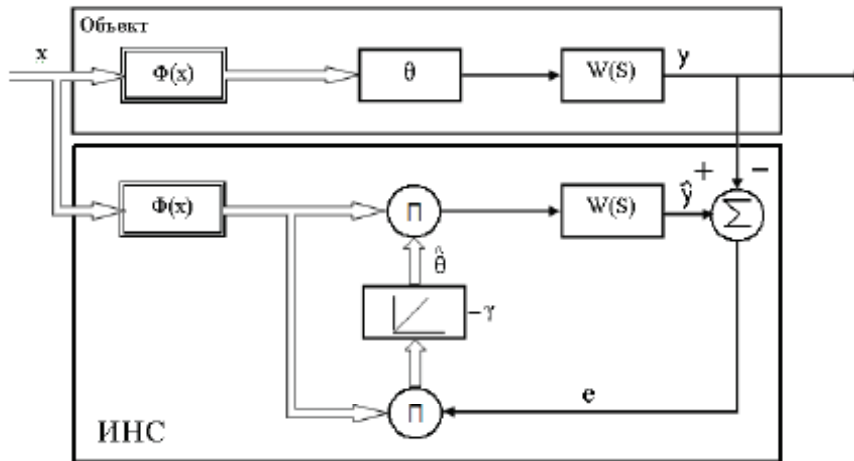 Объект
x
Φ(x)
θ
W(S)
y
+ −
Φ(x)
П
W(S)
ŷ
Σ
θ̂
−γ
П
e
ИНС